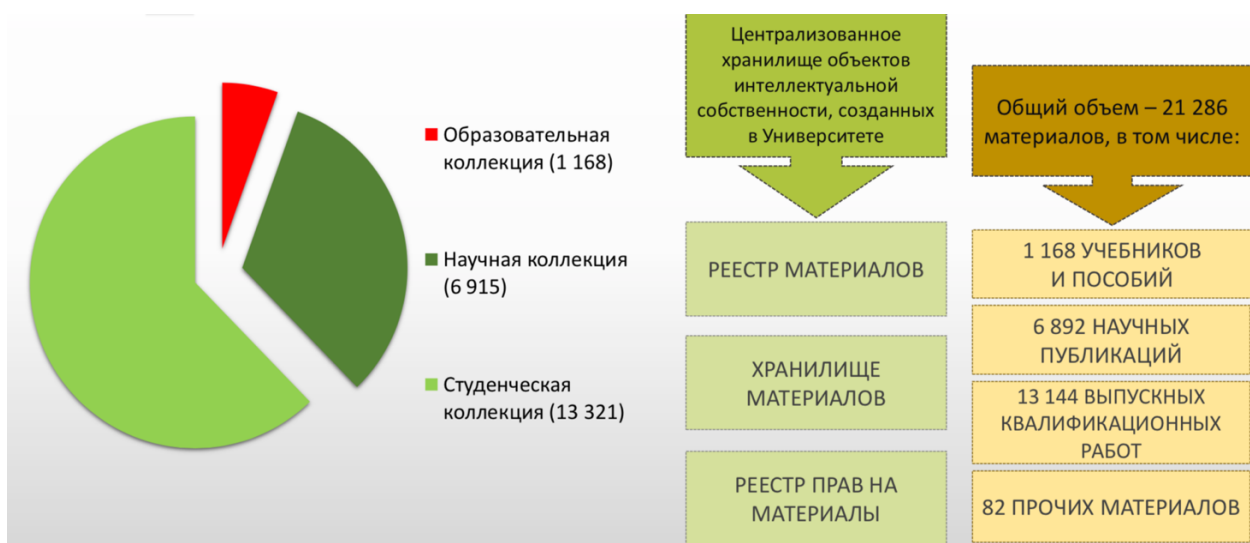 Образовательная
коллекция (1 168)
Научная коллекция
(6 915)
Студенческая
коллекция (13 321)
Централизованное
хранилище объектов
интеллектуальной
собственности, созданных
в Университете
РЕЕСТР МАТЕРИАЛОВ
ХРАНИЛИЩЕ
МАТЕРИАЛОВ
РЕЕСТР ПРАВ НА
МАТЕРИАЛЫ
Общий объем – 21 286
материалов, в том числе:
1 168 УЧЕБНИКОВ
И ПОСОБИЙ
6 892 НАУЧНЫХ
ПУБЛИКАЦИЙ
13 144 ВЫПУСКНЫХ
КВАЛИФИКАЦИОННЫХ
РАБОТ
82 ПРОЧИХ МАТЕРИАЛОВ